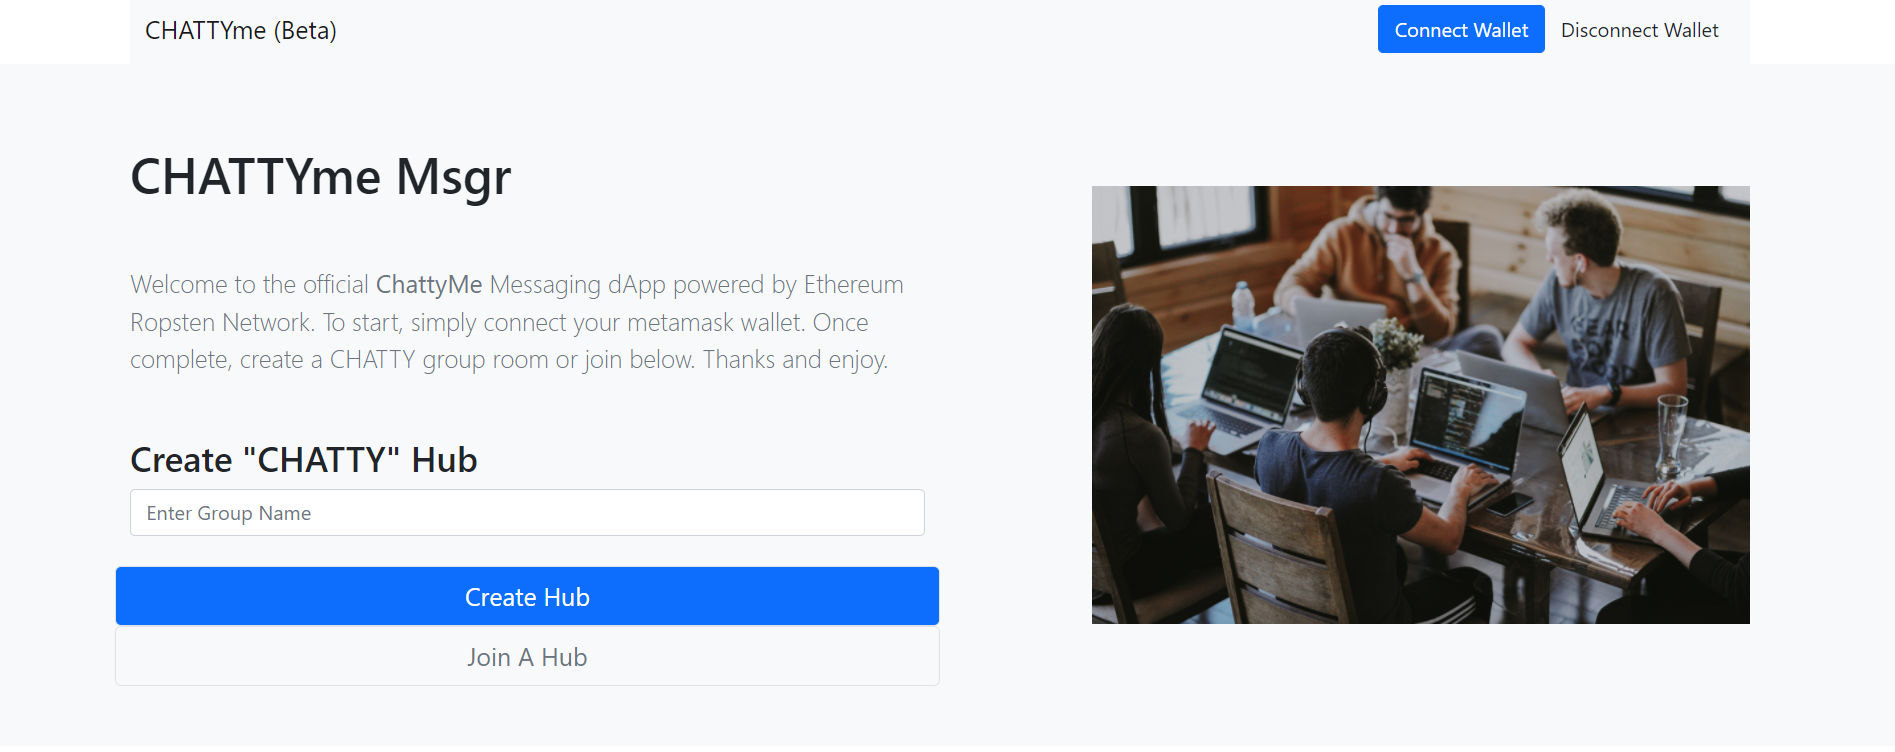 CHATTYme (Beta)
Connect Wallet
Disconnect Wallet
CHATTYme Msgr
Welcome to the official ChattyMe Messaging dApp powered by Ethereum
Ropsten Network. To start, simply connect your metamask wallet. Once
complete, create a CHATTY group room or join below. Thanks and enjoy.
Create "CHATTY" Hub
Enter Group Name
Create Hub
Join A Hub